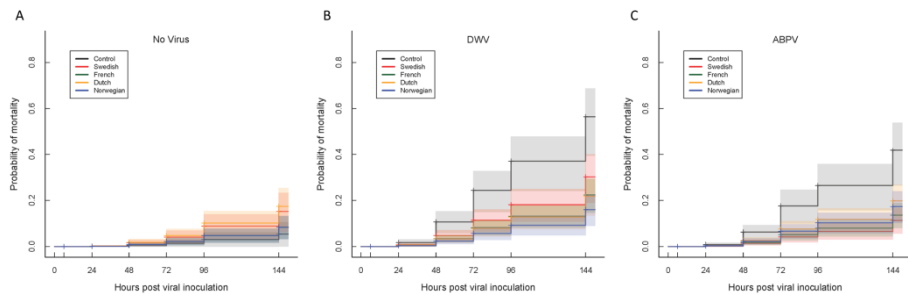 A
No Virus
Control
Swedish
French
Dutch
Norwegian
Probability of mortality
0.0
0.2
0.4
0.6
0.8
0
24
48
72
96
144
Hours post viral inoculation
B
DWV
Control
Swedish
French
Dutch
Norwegian
Probability of mortality
0.0
0.2
0.4
0.6
0.8
0
24
48
72
96
144
Hours post viral inoculation
C
ABPV
Control
Swedish
French
Dutch
Norwegian
Probability of mortality
0.0
0.2
0.4
0.6
0.8
0
24
48
72
96
144
Hours post viral inoculation